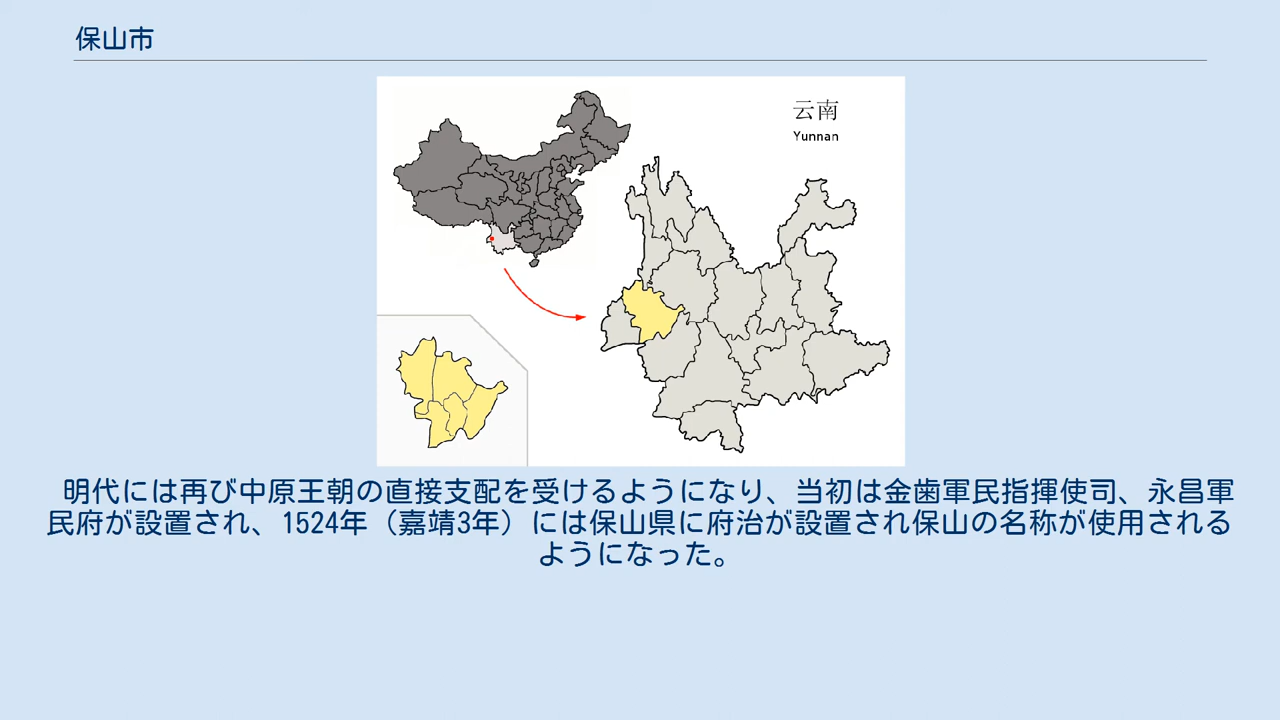 保山市
云南
Yunnan
明代には再び中原王朝の直接支配を受けるようになり、当初は金歯軍民指揮使司、永昌軍
民府が設置され、1524年（嘉靖3年）には保山県に府治が設置され保山の名称が使用される
ようになった。